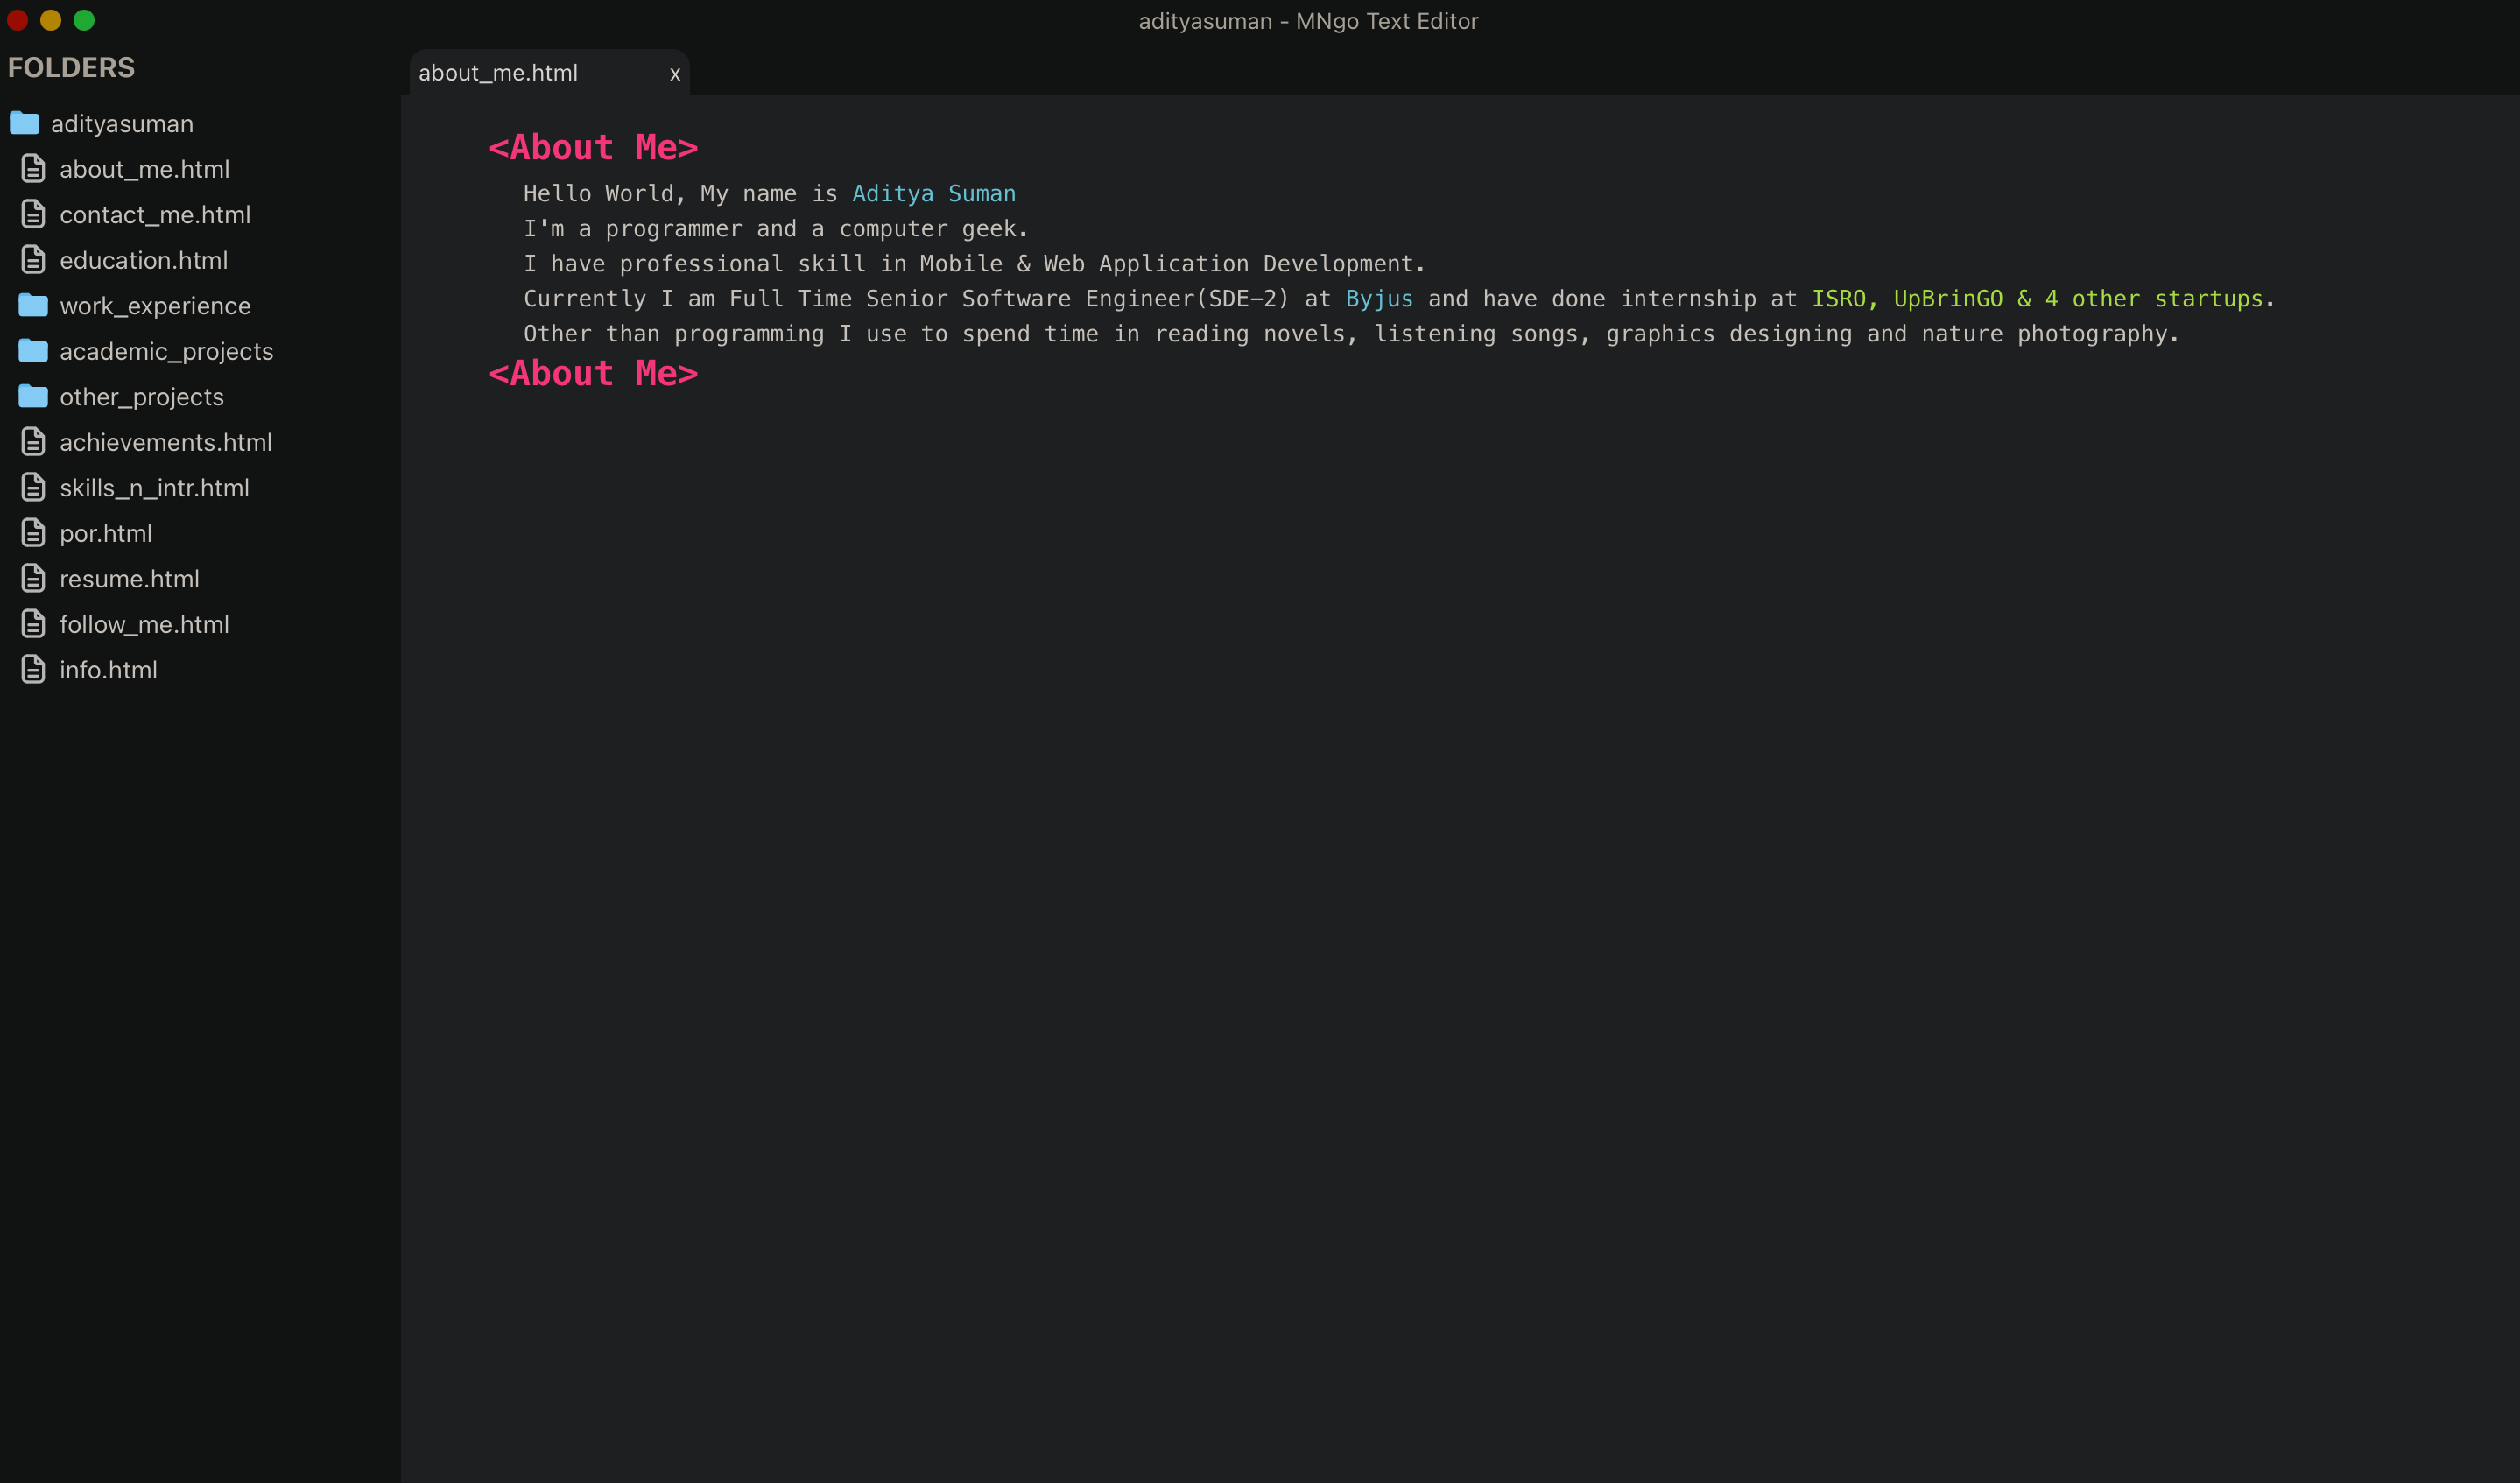 adityasuman - MNgo Text Editor
FOLDERS
adityasuman
about_me.html
contact_me.html
education.html
work_experience
academic_projects
other_projects
achievements.html
skills_n_intr.html
por.html
resume.html
follow_me.html
info.html
about_me.html x
<About Me>
Hello World, My name is Aditya Suman
I'm a programmer and a computer geek.
I have professional skill in Mobile & Web Application Development.
Currently I am Full Time Senior Software Engineer(SDE-2) at Byjus and have done internship at ISRO, UpBrinGO & 4 other startups.
Other than programming I use to spend time in reading novels, listening songs, graphics designing and nature photography.
<About Me>